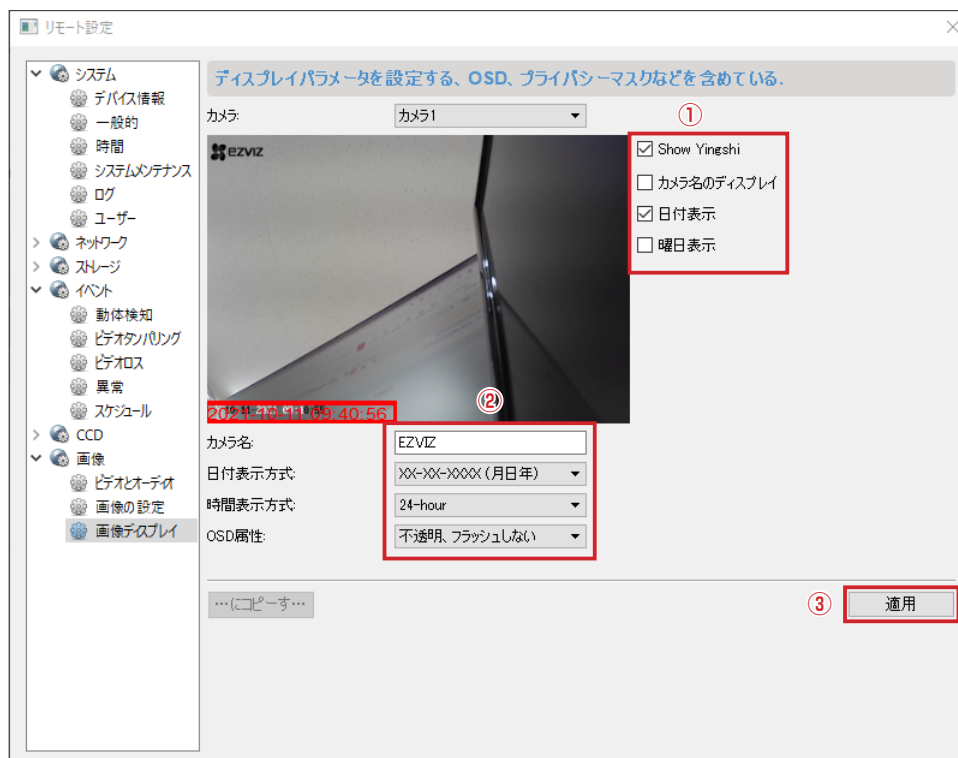 リモート設定
システム
デバイス情報
一般的
時間
システムメンテナンス
ログ
ユーザー
ネットワーク
ストレージ
イベント
動体検知
ビデオタンパリング
ビデオロス
異常
スケジュール
CCD
画像
ビデオとオーディオ
画像の設定
画像ディスプレイ
ディスプレイパラメータを設定する、OSD、プライバシーマスクなどを含めている.
カメラ: カメラ1
①
EZVIZ
Show Yingshi
カメラ名のディスプレイ
日付表示
曜日表示
2021-10-11 09:40:56
②
カメラ名: EZVIZ
日付表示方式: XX-XX-XXXX (月日年)
時間表示方式: 24-hour
OSD属性: 不透明、フラッシュしない
…にコピーす…
③ 適用